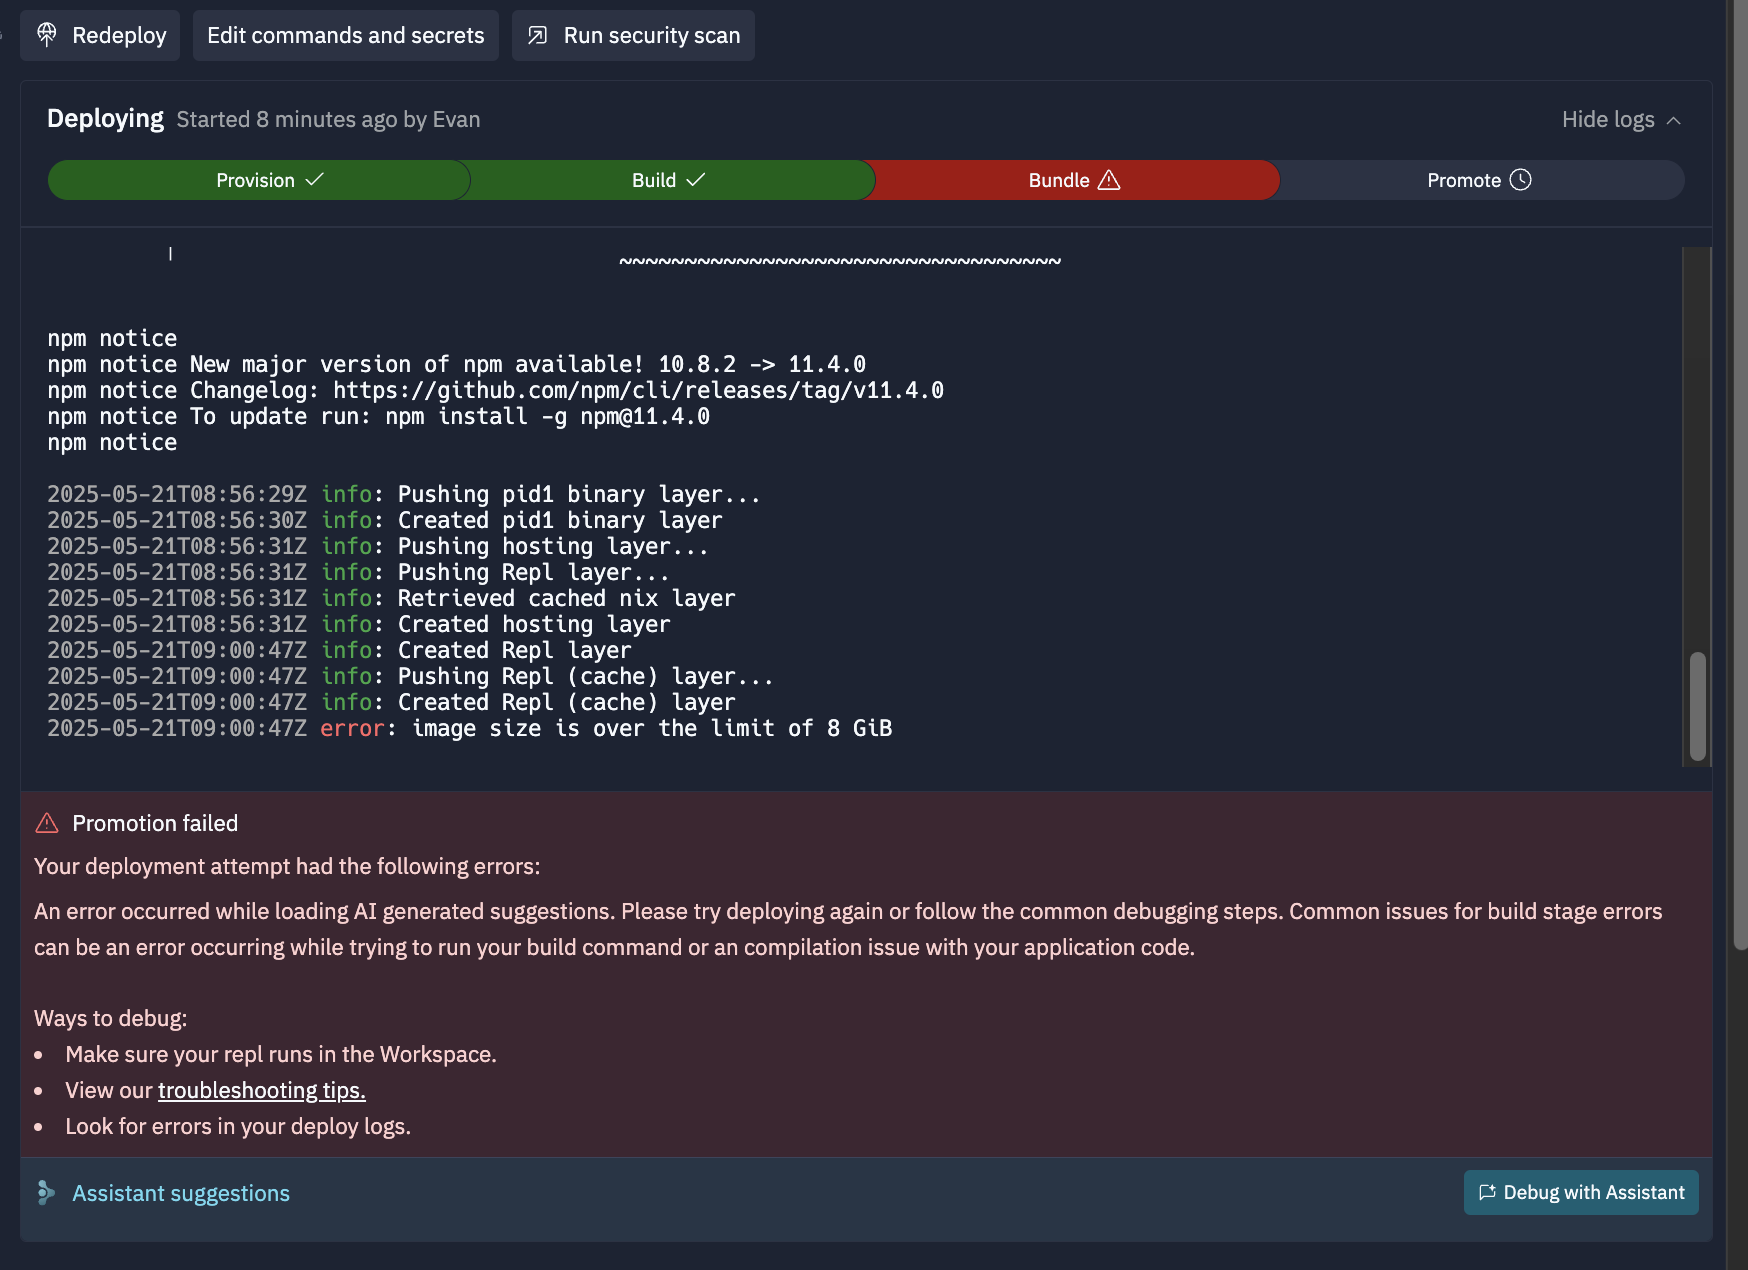 Redeploy
Edit commands and secrets
Run security scan
Deploying Started 8 minutes ago by Evan
Hide logs
Provision
Build
Bundle
Promote
| ~~~~~~~~~~~~~~~~~~~~~~~~~~~~~~~~~~
npm notice
npm notice New major version of npm available! 10.8.2 -> 11.4.0
npm notice Changelog: https://github.com/npm/cli/releases/tag/v11.4.0
npm notice To update run: npm install -g npm@11.4.0
npm notice
2025-05-21T08:56:29Z info: Pushing pid1 binary layer...
2025-05-21T08:56:30Z info: Created pid1 binary layer
2025-05-21T08:56:31Z info: Pushing hosting layer...
2025-05-21T08:56:31Z info: Pushing Repl layer...
2025-05-21T08:56:31Z info: Retrieved cached nix layer
2025-05-21T08:56:31Z info: Created hosting layer
2025-05-21T09:00:47Z info: Created Repl layer
2025-05-21T09:00:47Z info: Pushing Repl (cache) layer...
2025-05-21T09:00:47Z info: Created Repl (cache) layer
2025-05-21T09:00:47Z error: image size is over the limit of 8 GiB
Promotion failed
Your deployment attempt had the following errors:
An error occurred while loading AI generated suggestions. Please try deploying again or follow the common debugging steps. Common issues for build stage errors
can be an error occurring while trying to run your build command or an compilation issue with your application code.
Ways to debug:
• Make sure your repl runs in the Workspace.
• View our troubleshooting tips.
• Look for errors in your deploy logs.
Assistant suggestions
Debug with Assistant